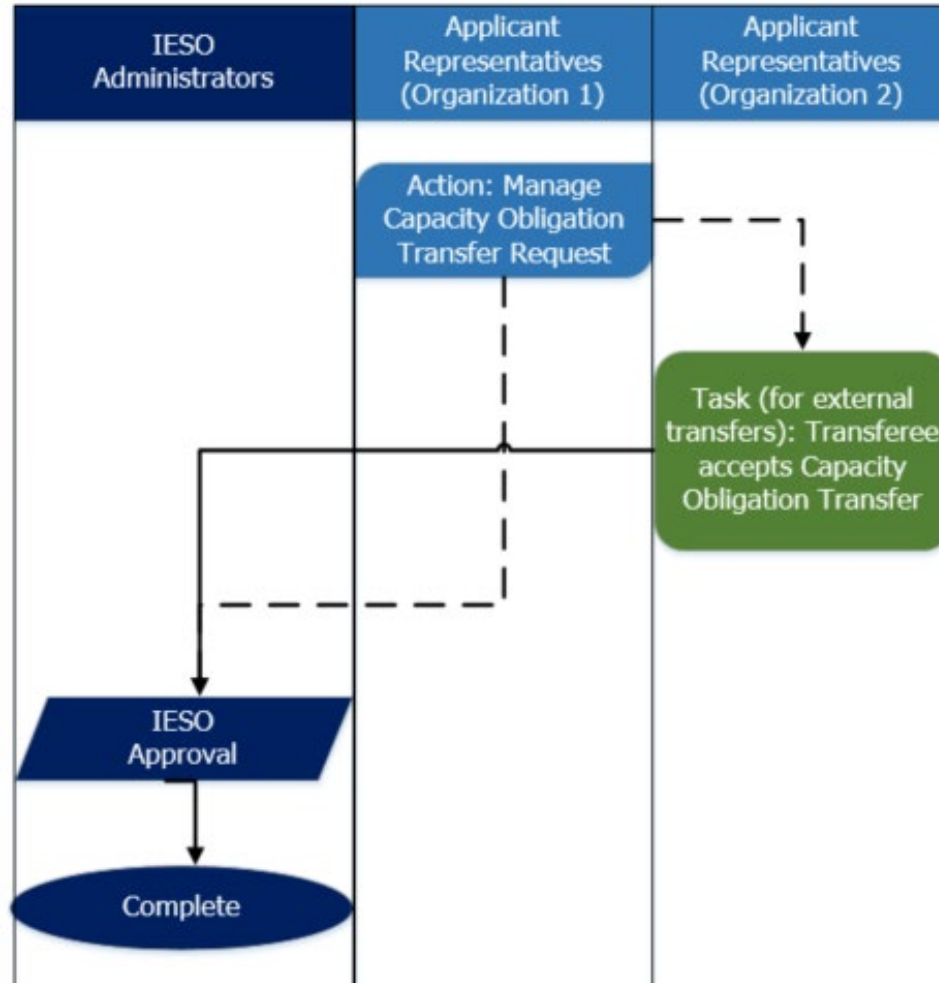 IESO
Administrators
Applicant
Representatives
(Organization 1)
Applicant
Representatives
(Organization 2)
Action: Manage
Capacity Obligation
Transfer Request
Task (for external
transfers): Transferee
accepts Capacity
Obligation Transfer
IESO
Approval
Complete